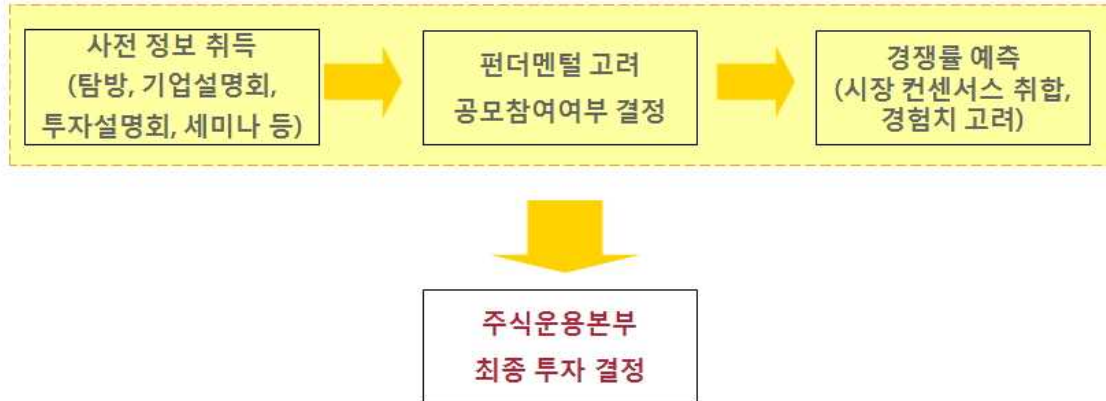 사전 정보 취득
(탐방, 기업설명회,
투자설명회, 세미나 등)
펀더멘털 고려
공모참여여부 결정
경쟁률 예측
(시장 컨센서스 취합,
경험치 고려)
주식운용본부
최종 투자 결정